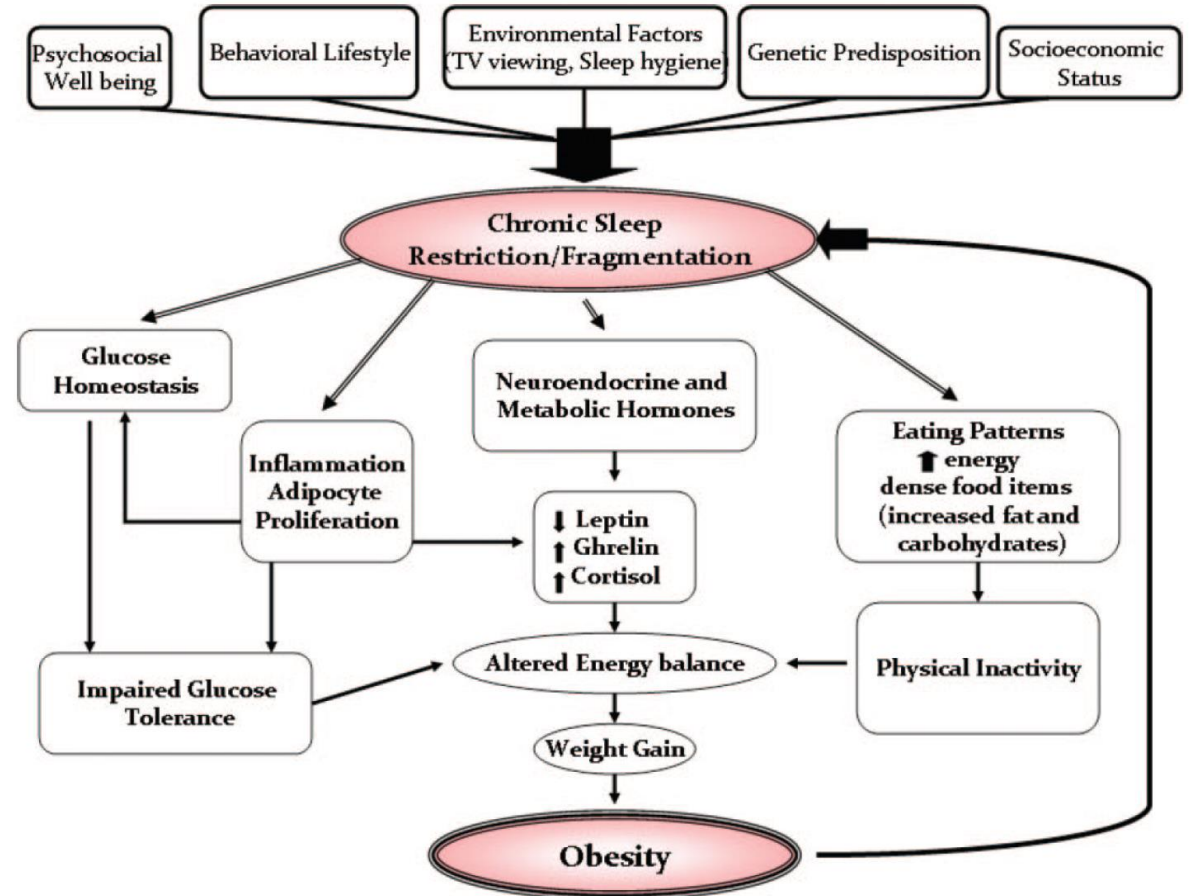 Psychosocial
Well being
Behavioral Lifestyle
Environmental Factors
(TV viewing, Sleep hygiene)
Genetic Predisposition
Socioeconomic
Status
Chronic Sleep
Restriction/Fragmentation
Glucose
Homeostasis
Inflammation
Adipocyte
Proliferation
Neuroendocrine and
Metabolic Hormones
Eating Patterns
⬆ energy
dense food items
(increased fat and
carbohydrates)
⬇ Leptin
⬆ Ghrelin
⬆ Cortisol
Impaired Glucose
Tolerance
Altered Energy balance
Physical Inactivity
Weight Gain
Obesity